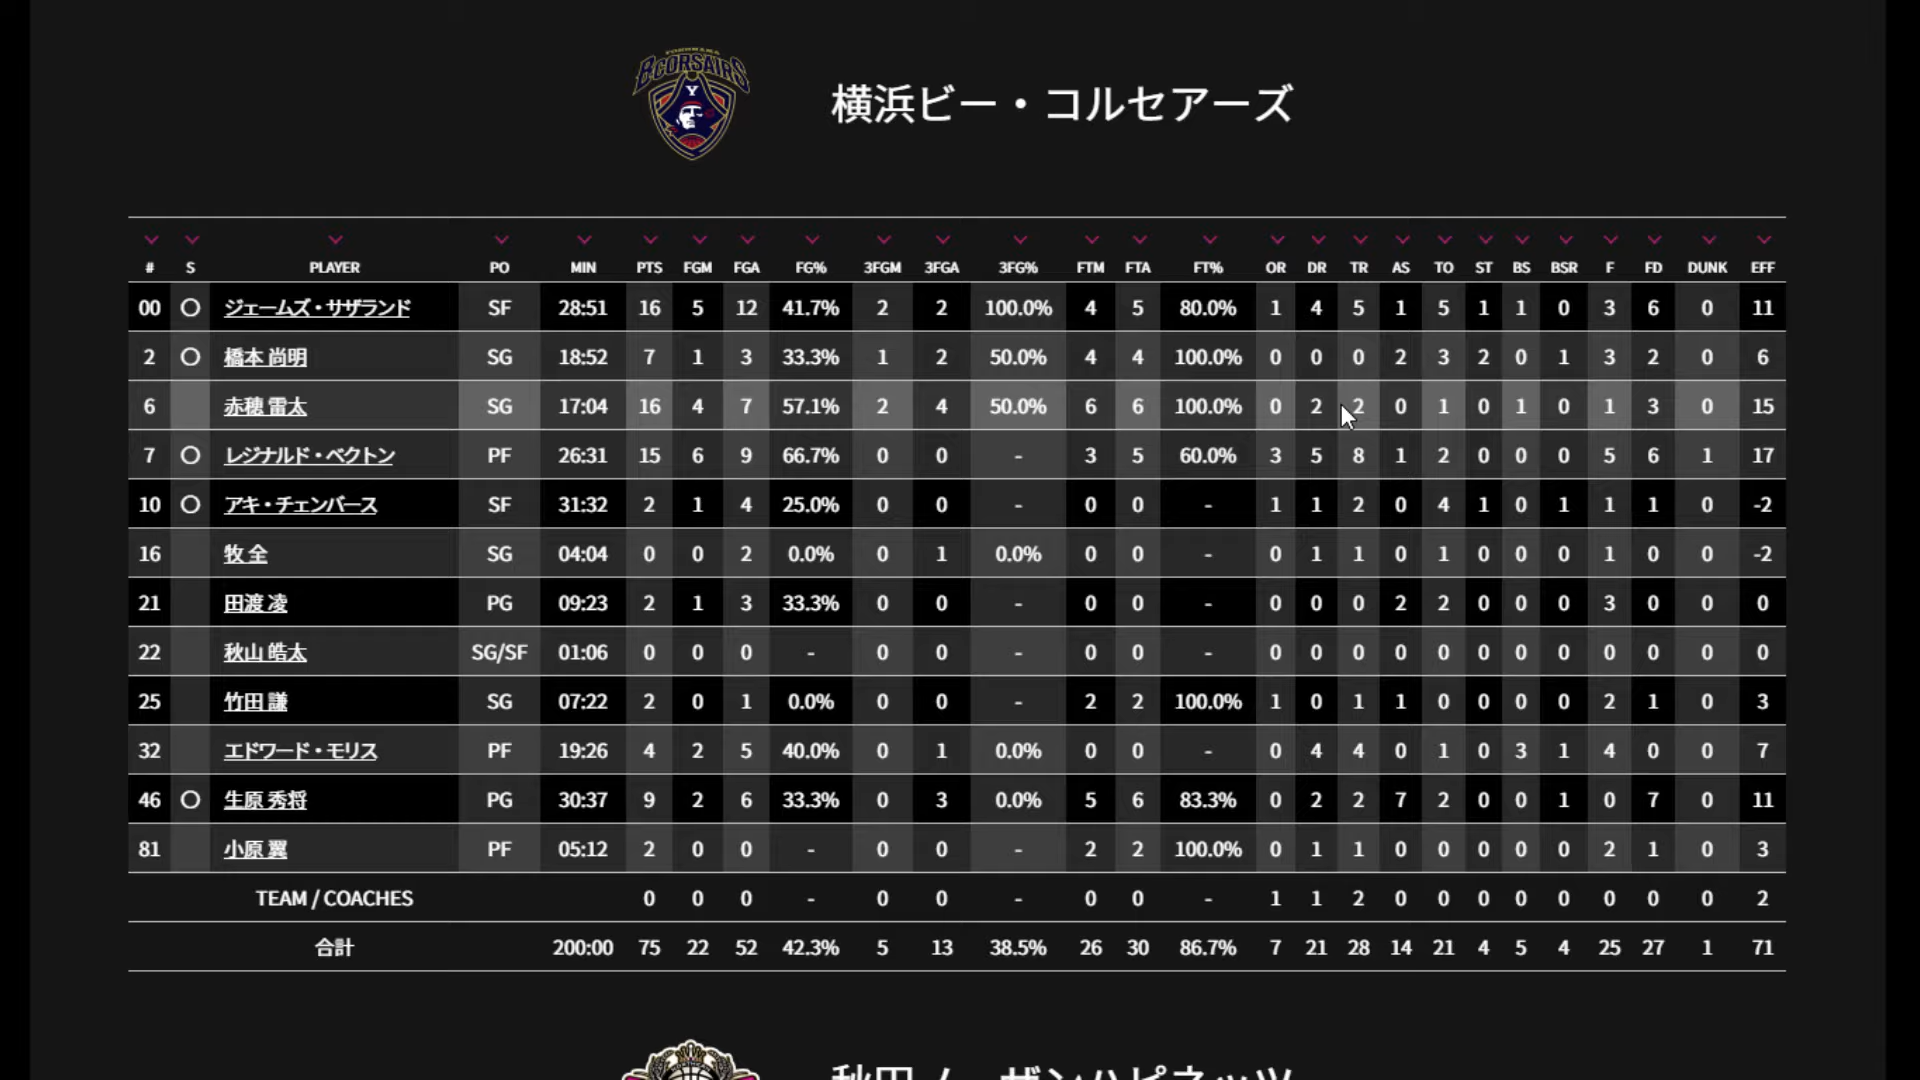 YOKOHAMA
B-CORSAIRS
Y
横浜ビー・コルセアーズ
# S PLAYER PO MIN PTS FGM FGA FG% 3FGM 3FGA 3FG% FTM FTA FT% OR DR TR AS TO ST BS BSR F FD DUNK EFF
00 ○ ジェームズ・サザランド SF 28:51 16 5 12 41.7% 2 2 100.0% 4 5 80.0% 1 4 5 1 5 1 1 0 3 6 0 11
2 ○ 橋本 尚明 SG 18:52 7 1 3 33.3% 1 2 50.0% 4 4 100.0% 0 0 0 2 3 2 0 1 3 2 0 6
6 赤穂 雷太 SG 17:04 16 4 7 57.1% 2 4 50.0% 6 6 100.0% 0 2 2 0 1 0 1 0 1 3 0 15
7 ○ レジナルド・ベクトン PF 26:31 15 6 9 66.7% 0 0 - 3 5 60.0% 3 5 8 1 2 0 0 0 5 6 1 17
10 ○ アキ・チェンバース SF 31:32 2 1 4 25.0% 0 0 - 0 0 - 1 1 2 0 4 1 0 1 1 1 0 -2
16 牧 全 SG 04:04 0 0 2 0.0% 0 1 0.0% 0 0 - 0 1 1 0 1 0 0 0 1 0 0 -2
21 田渡 凌 PG 09:23 2 1 3 33.3% 0 0 - 0 0 - 0 0 0 2 2 0 0 0 3 0 0 0
22 秋山 皓太 SG/SF 01:06 0 0 0 - 0 0 - 0 0 - 0 0 0 0 0 0 0 0 0 0 0 0
25 竹田 謙 SG 07:22 2 0 1 0.0% 0 0 - 2 2 100.0% 1 0 1 1 0 0 0 0 2 1 0 3
32 エドワード・モリス PF 19:26 4 2 5 40.0% 0 1 0.0% 0 0 - 0 4 4 0 1 0 3 1 4 0 0 7
46 ○ 生原 秀将 PG 30:37 9 2 6 33.3% 0 3 0.0% 5 6 83.3% 0 2 2 7 2 0 0 1 0 7 0 11
81 小原 翼 PF 05:12 2 0 0 - 0 0 - 2 2 100.0% 0 1 1 0 0 0 0 0 2 1 0 3
TEAM / COACHES 0 0 0 - 0 0 - 0 0 - 1 1 2 0 0 0 0 0 0 0 0 2
合計 200:00 75 22 52 42.3% 5 13 38.5% 26 30 86.7% 7 21 28 14 21 4 5 4 25 27 1 71
秋田ノーザンハピネッツ